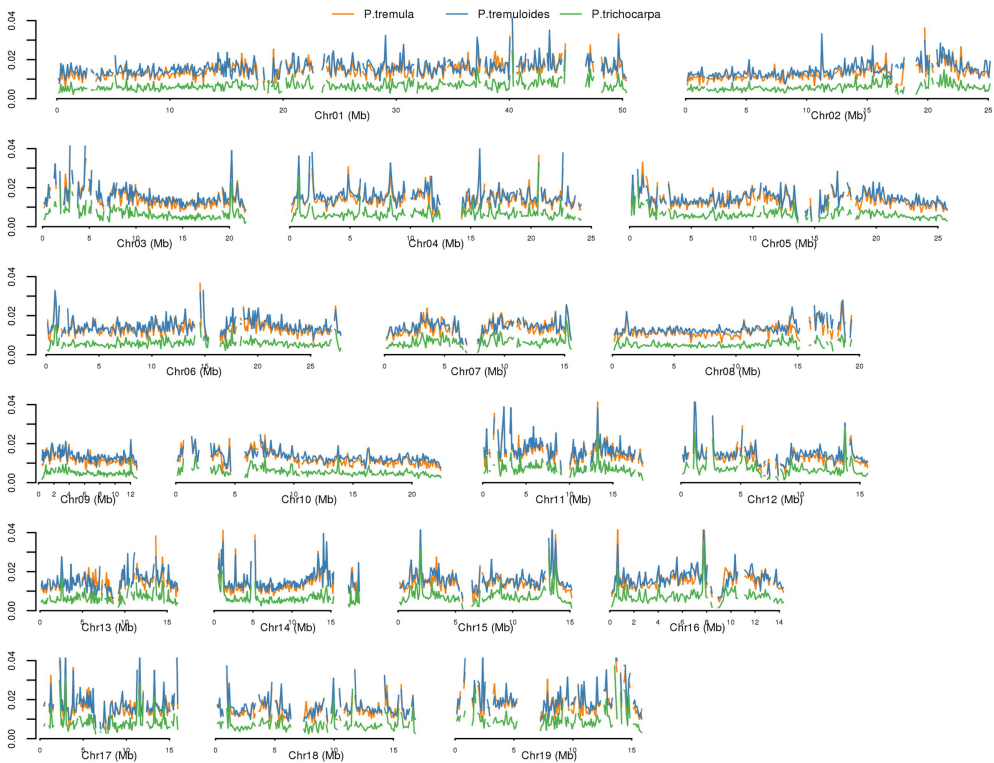 P.tremula P.tremuloides P.trichocarpa
0.00 0.02 0.04
0 10 20 30 40 50
Chr01 (Mb)
0 5 10 15 20 25
Chr02 (Mb)
0.00 0.02 0.04
0 5 10 15 20
Chr03 (Mb)
0 5 10 15 20 25
Chr04 (Mb)
0 5 10 15 20 25
Chr05 (Mb)
0.00 0.02 0.04
0 5 10 15 20 25
Chr06 (Mb)
0 5 10 15
Chr07 (Mb)
0 5 10 15 20
Chr08 (Mb)
0.00 0.02 0.04
0 2 4 6 8 10 12
Chr09 (Mb)
0 5 10 15 20
Chr10 (Mb)
0 5 10 15
Chr11 (Mb)
0 5 10 15
Chr12 (Mb)
0.00 0.02 0.04
0 5 10 15
Chr13 (Mb)
0 5 10 15
Chr14 (Mb)
0 5 10 15
Chr15 (Mb)
0 2 4 6 8 10 12 14
Chr16 (Mb)
0.00 0.02 0.04
0 5 10 15
Chr17 (Mb)
0 5 10 15
Chr18 (Mb)
0 5 10 15
Chr19 (Mb)